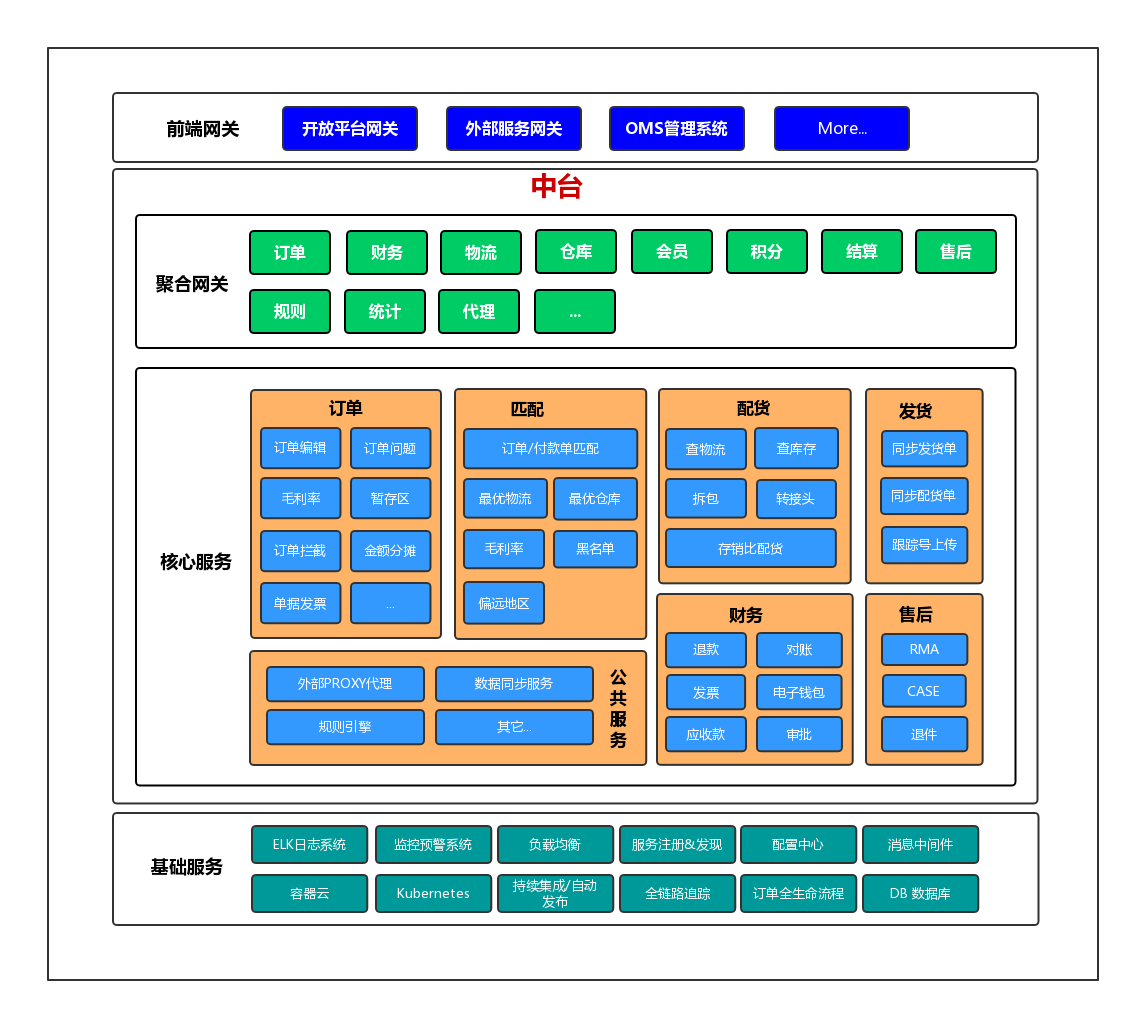 前端网关
开放平台网关
外部服务网关
OMS管理系统
More...
中台
聚合网关
订单
财务
物流
仓库
会员
积分
结算
售后
规则
统计
代理
...
核心服务
订单
订单编辑
订单问题
毛利率
暂存区
订单拦截
金额分摊
单据发票
...
匹配
订单/付款单匹配
最优物流
最优仓库
毛利率
黑名单
偏远地区
配货
查物流
查库存
拆包
转接头
存销比配货
发货
同步发货单
同步配货单
跟踪号上传
公
共
服
务
外部PROXY代理
数据同步服务
规则引擎
其它...
财务
退款
对账
发票
电子钱包
应收款
审批
售后
RMA
CASE
退件
基础服务
ELK日志系统
监控预警系统
负载均衡
服务注册&发现
配置中心
消息中间件
容器云
Kubernetes
持续集成/自动
发布
全链路追踪
订单全生命流程
DB 数据库